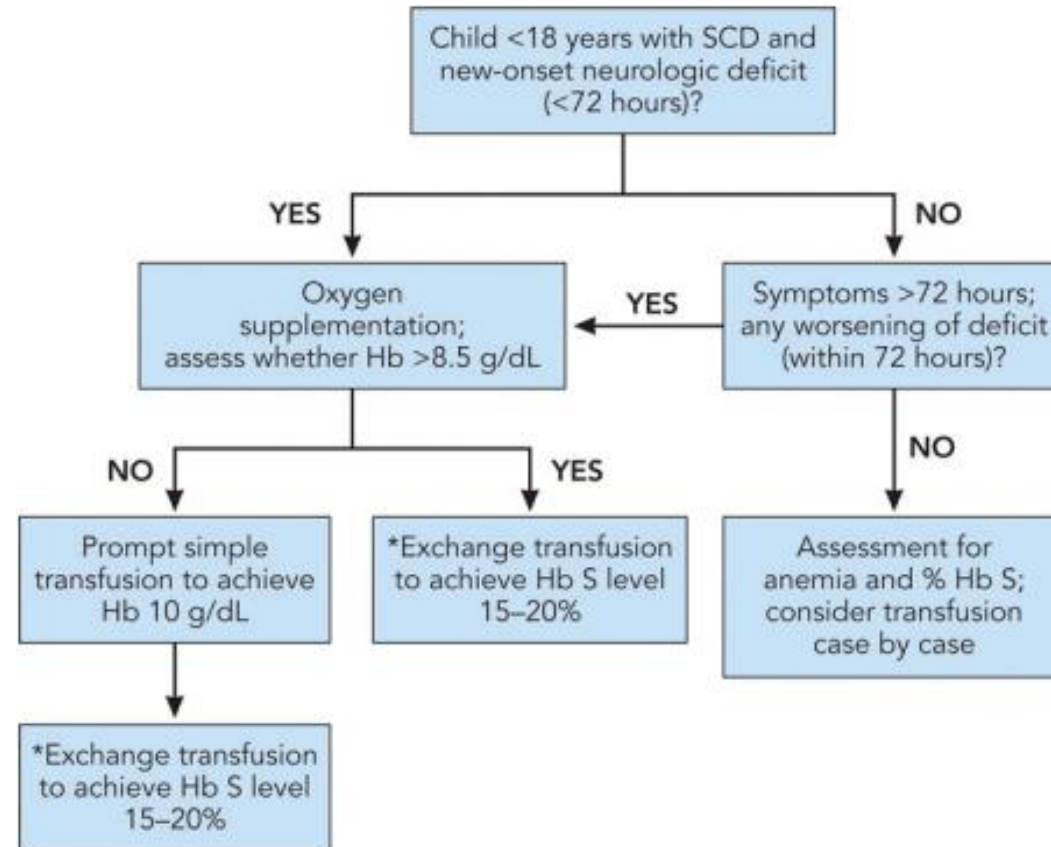 Child <18 years with SCD and
new-onset neurologic deficit
(<72 hours)?
YES
NO
Oxygen
supplementation;
assess whether Hb >8.5 g/dL
YES
Symptoms >72 hours;
any worsening of deficit
(within 72 hours)?
NO
YES
NO
Prompt simple
transfusion to achieve
Hb 10 g/dL
*Exchange transfusion
to achieve Hb S level
15–20%
Assessment for
anemia and % Hb S;
consider transfusion
case by case
*Exchange transfusion
to achieve Hb S level
15–20%